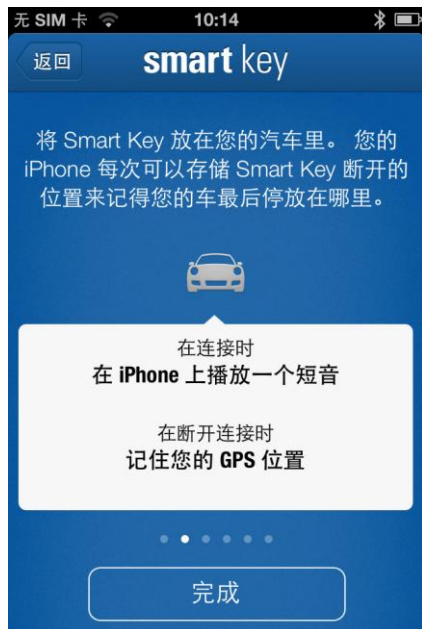 无 SIM 卡 10:14
返回 smart key
将 Smart Key 放在您的汽车里。 您的
iPhone 每次可以存储 Smart Key 断开的
位置来记得您的车最后停放在哪里。
在连接时
在 iPhone 上播放一个短音
在断开连接时
记住您的 GPS 位置
完成